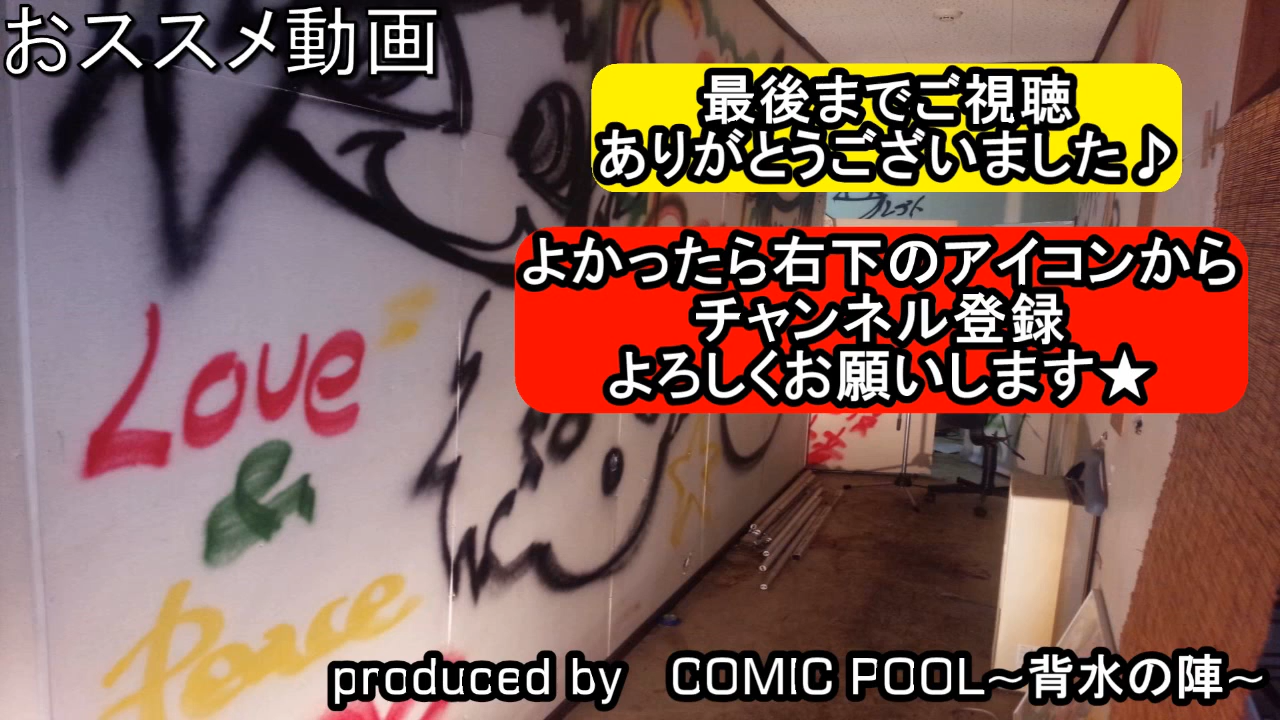 おススメ動画
最後までご視聴
ありがとうございました♪
よかったら右下のアイコンから
チャンネル登録
よろしくお願いします★
Love
&
Peace
produced by COMIC POOL~背水の陣~